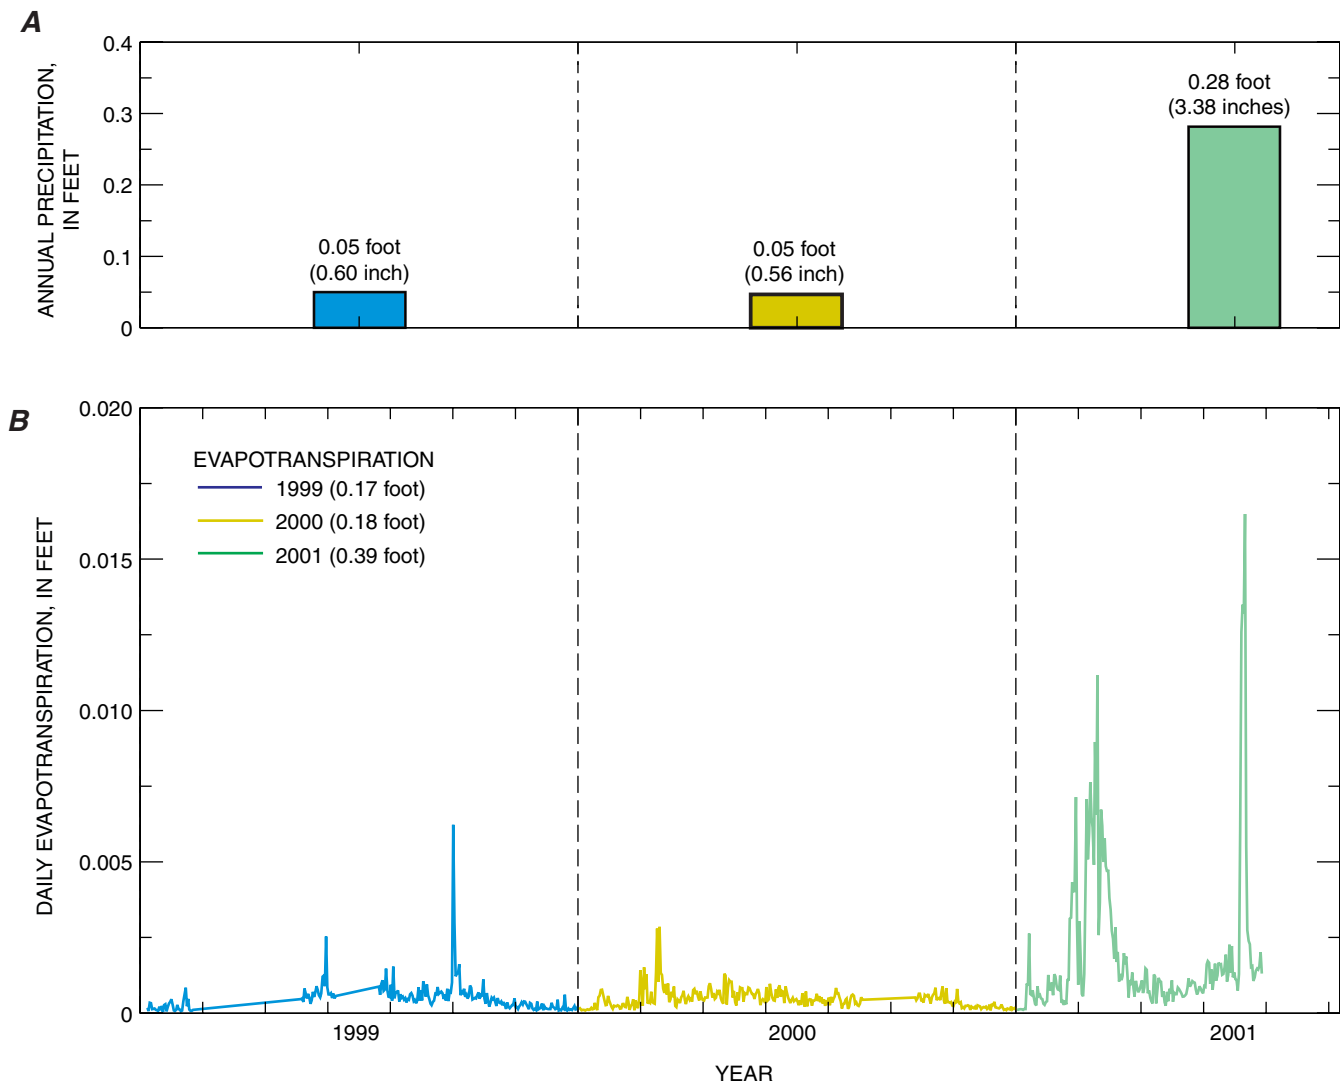 A
ANNUAL PRECIPITATION,
IN FEET
0.4
0.3
0.2
0.1
0
0.05 foot
(0.60 inch)
0.05 foot
(0.56 inch)
0.28 foot
(3.38 inches)
B
DAILY EVAPOTRANSPIRATION, IN FEET
0.020
0.015
0.010
0.005
0
EVAPOTRANSPIRATION
1999 (0.17 foot)
2000 (0.18 foot)
2001 (0.39 foot)
1999
2000
2001
YEAR